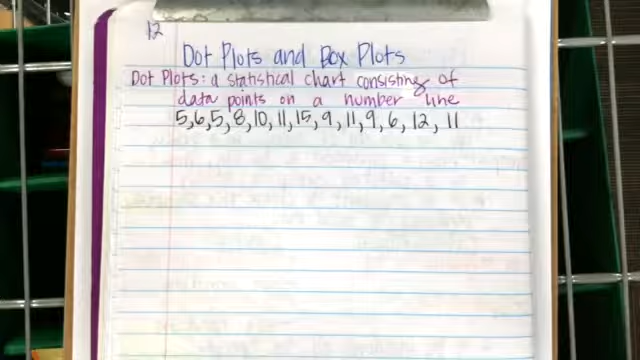 12
Dot Plots and Box Plots
Dot Plots: a statistical chart consisting of
data points on a number line
5,6,5,8,10,11,15,9,11,9,6,12,11